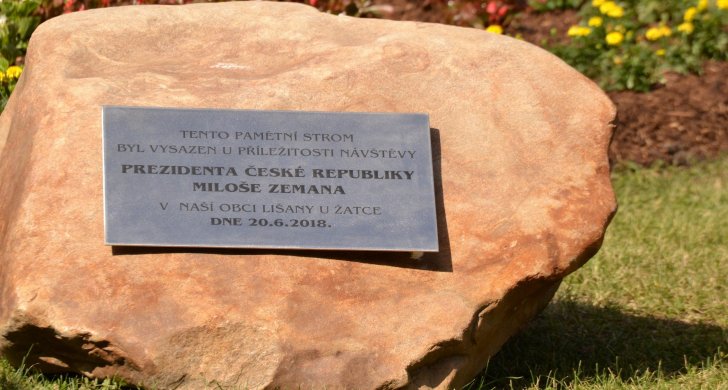 TENTO PAMĚTNÍ STROM
BYL VYSAZEN U PŘÍLEŽITOSTI NÁVŠTĚVY
PREZIDENTA ČESKÉ REPUBLIKY
MILOŠE ZEMANA
V NAŠÍ OBCI LIŠANY U ŽATCE
DNE 20.6.2018.